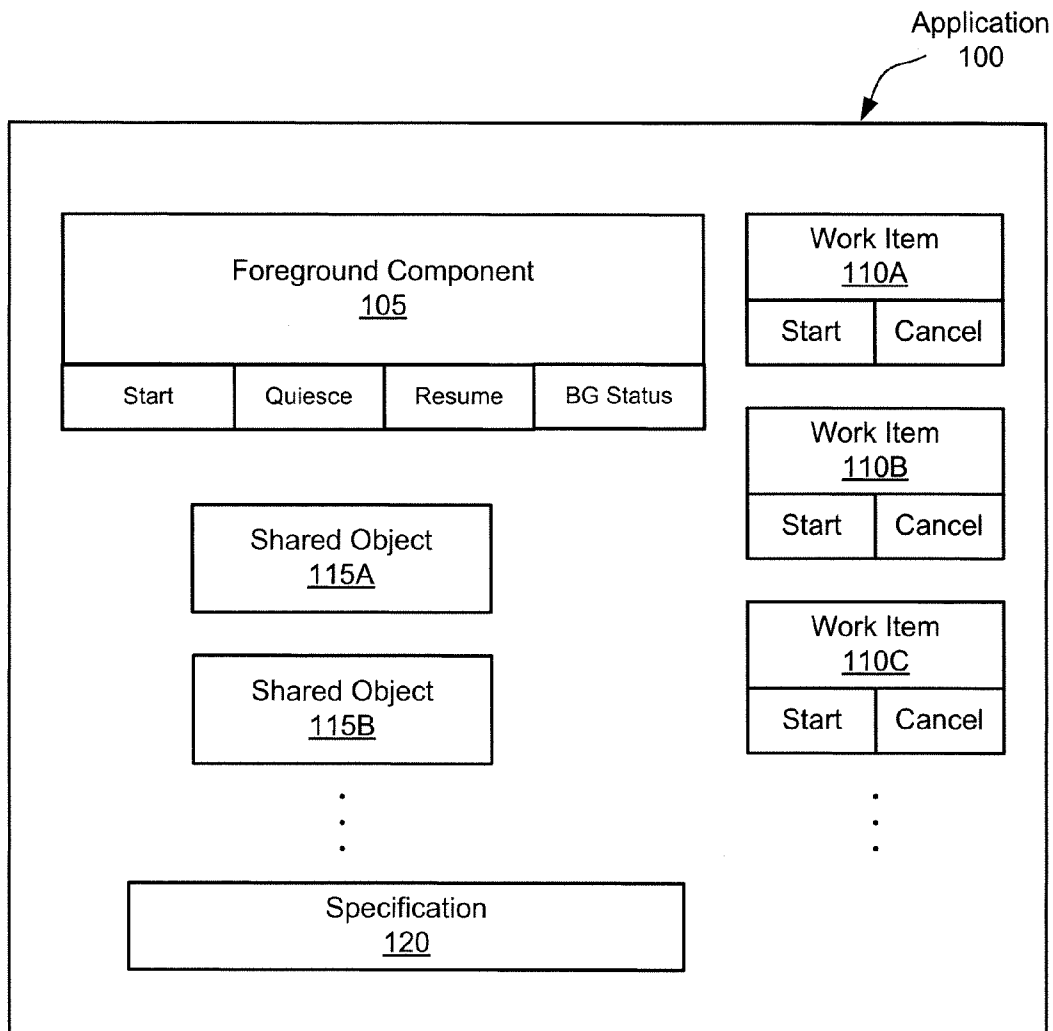 Application
100
Foreground Component
105
Start Quiesce Resume BG Status
Work Item
110A
Start Cancel
Work Item
110B
Start Cancel
Work Item
110C
Start Cancel
Shared Object
115A
Shared Object
115B
Specification
120